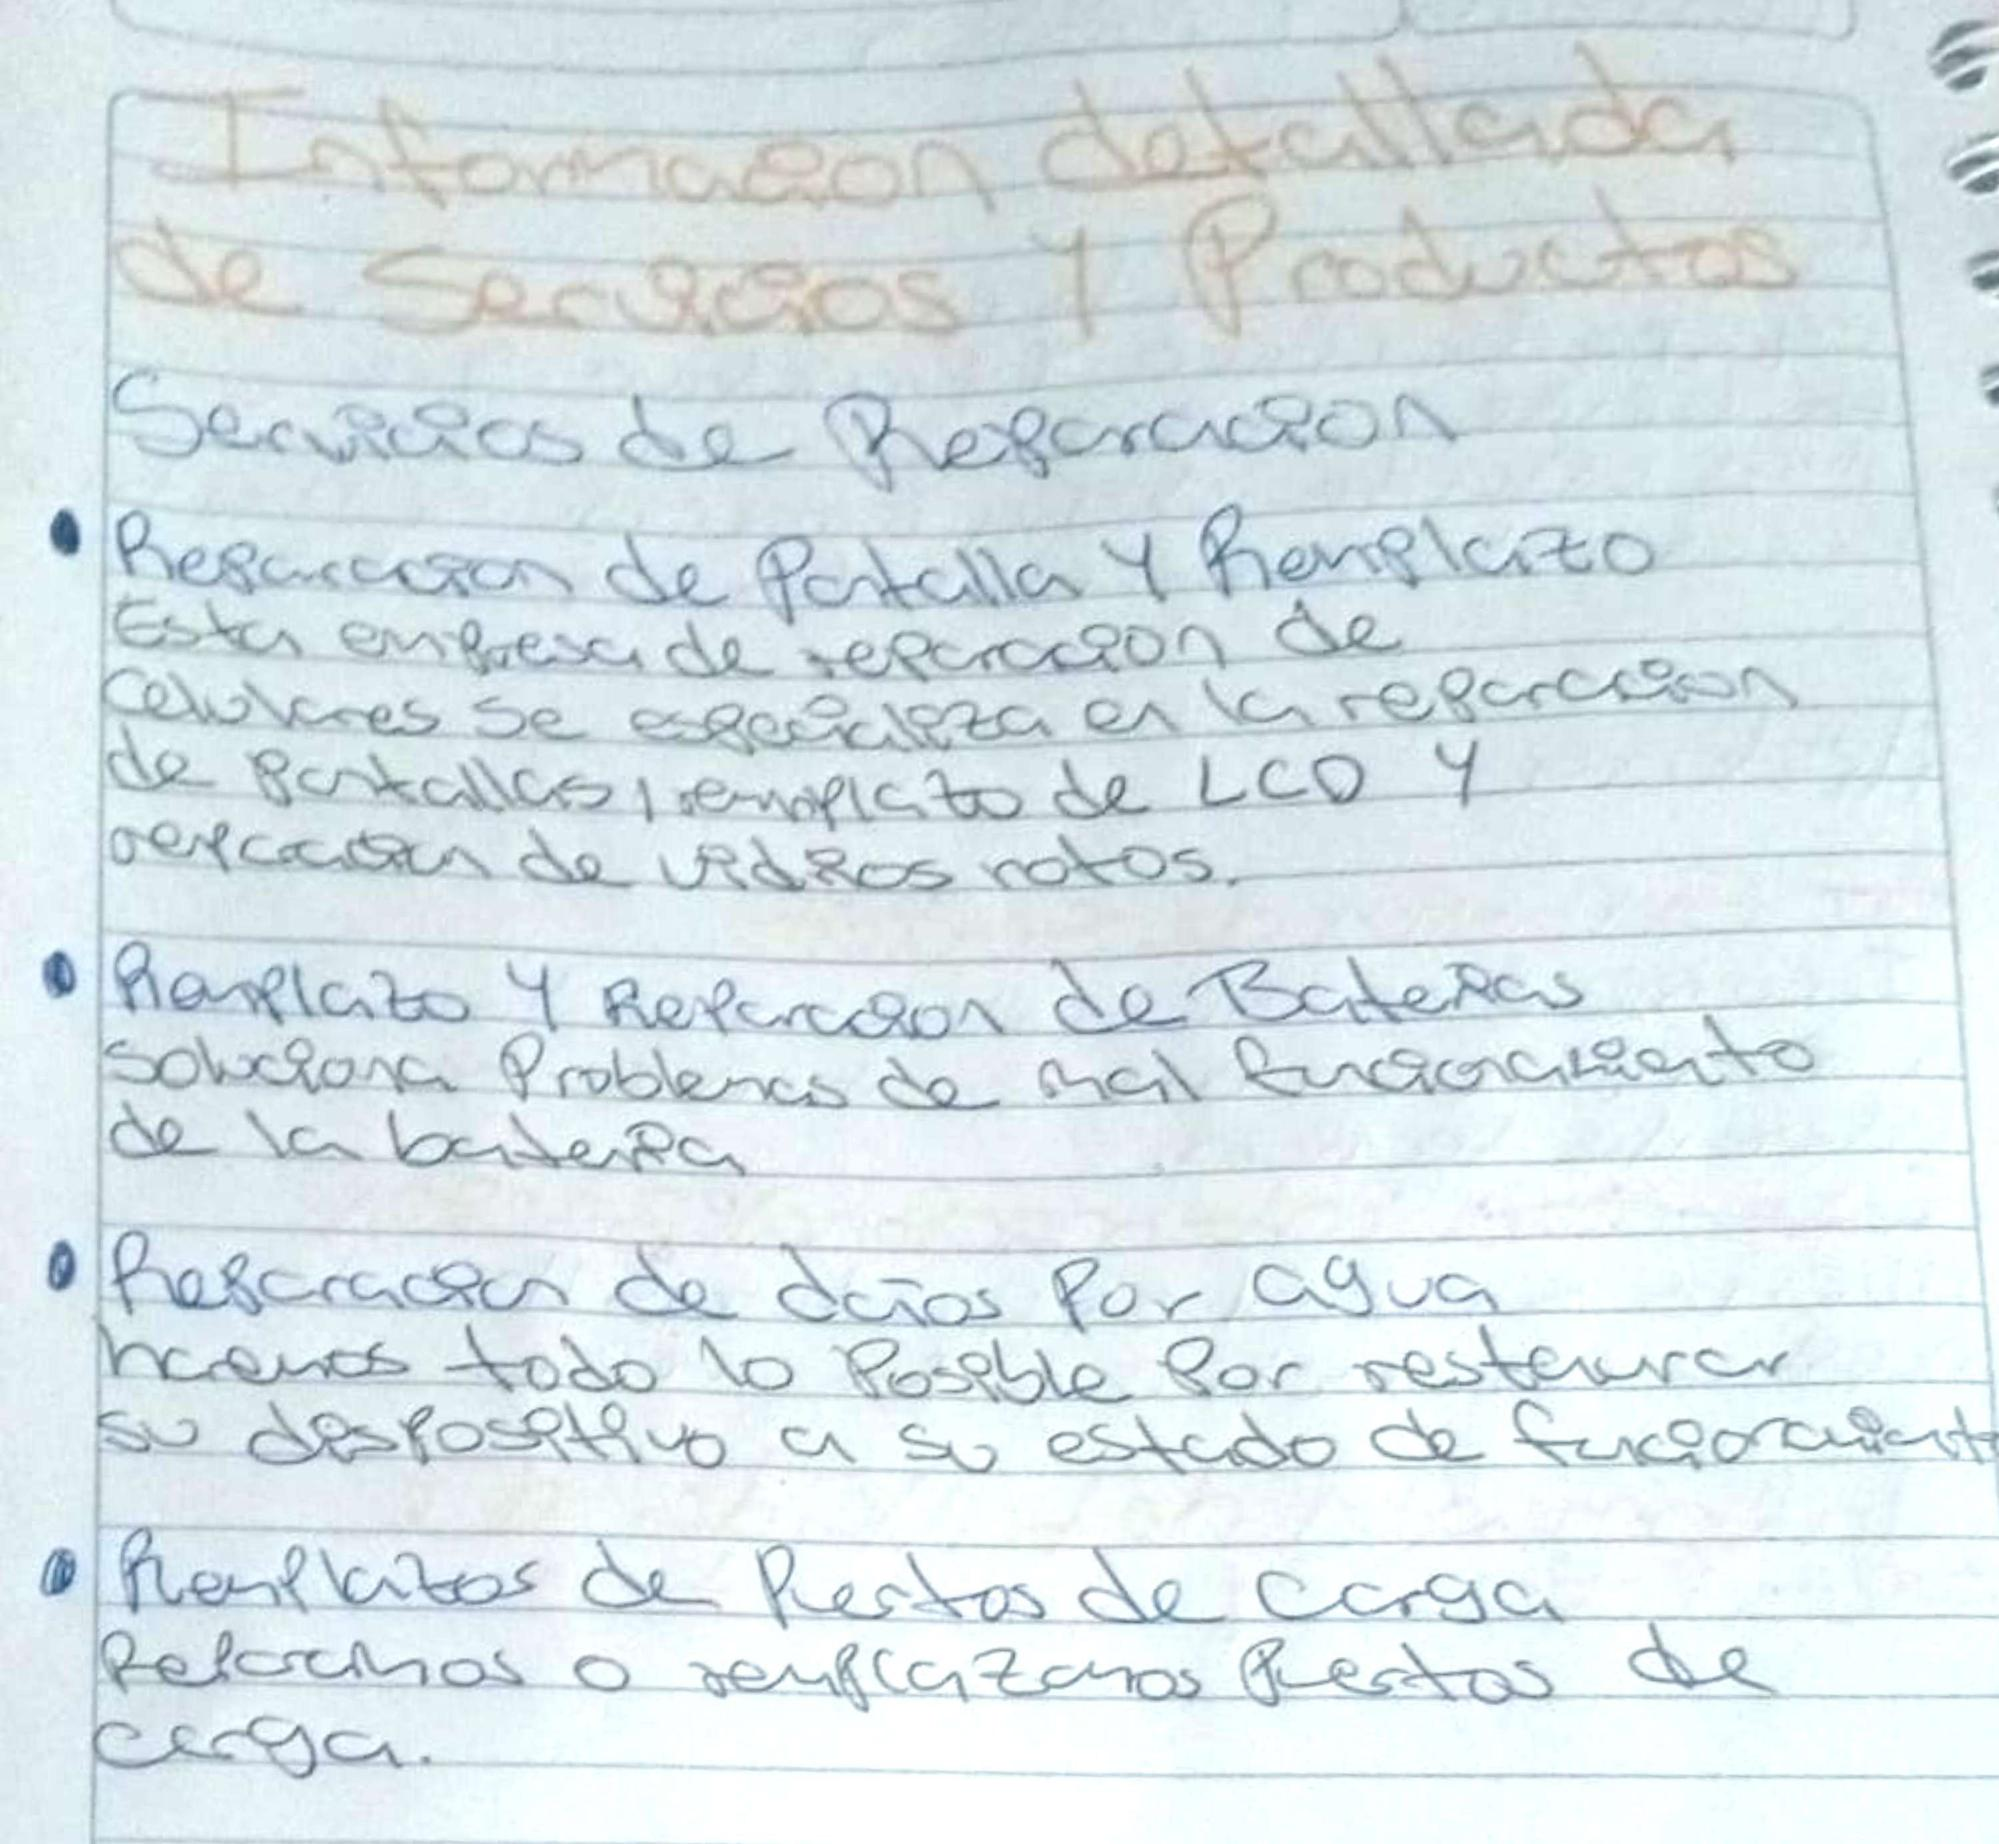 Informacion detallada
de Servicios Y Productos
Servicios de Reparacion
Reparacion de Pantalla Y Remplazo
Esta empresa de reparacion de
Celulares se especializa en la reparacion
de pantallas, remplazo de LCD Y
reparacion de vidrios rotos.
Remplazo Y Reparacion de Baterias
Soluciona Problemas de mal funcionamiento
de la bateria
Reparacion de daños Por agua
hacemos todo lo Posible Por restaurar
su dispositivo a su estado de funcionamiento
Remplazos de Puertos de carga
Reparamos o remplazamos Puertos de
carga.